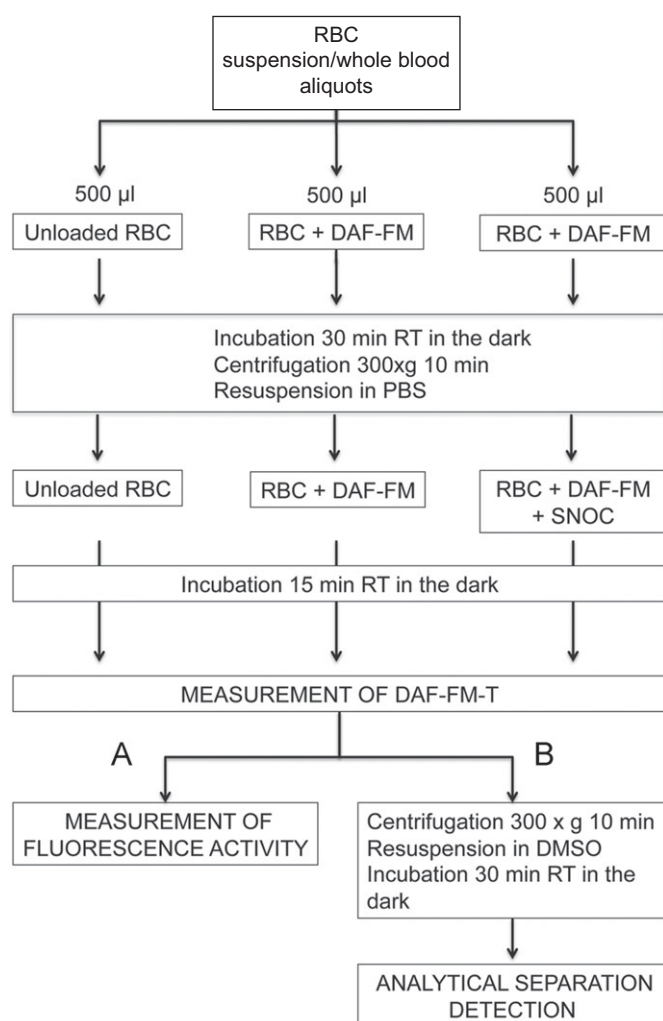 RBC
suspension/whole blood
aliquots
500 µl
500 µl
500 µl
Unloaded RBC
RBC + DAF-FM
RBC + DAF-FM
Incubation 30 min RT in the dark
Centrifugation 300xg 10 min
Resuspension in PBS
Unloaded RBC
RBC + DAF-FM
RBC + DAF-FM
+ SNOC
Incubation 15 min RT in the dark
MEASUREMENT OF DAF-FM-T
A
B
MEASUREMENT OF
FLUORESCENCE ACTIVITY
Centrifugation 300 x g 10 min
Resuspension in DMSO
Incubation 30 min RT in the
dark
ANALYTICAL SEPARATION
DETECTION